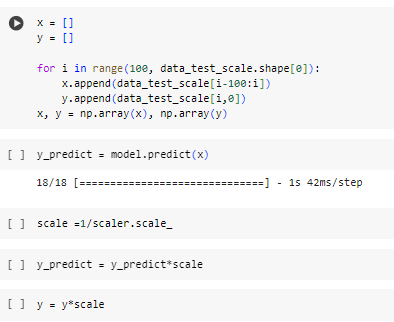 x = []
y = []
for i in range(100, data_test_scale.shape[0]):
x.append(data_test_scale[i-100:i])
y.append(data_test_scale[i,0])
x, y = np.array(x), np.array(y)
[ ] y_predict = model.predict(x)
18/18 [==============================] - 1s 42ms/step
[ ] scale =1/scaler.scale_
[ ] y_predict = y_predict*scale
[ ] y = y*scale